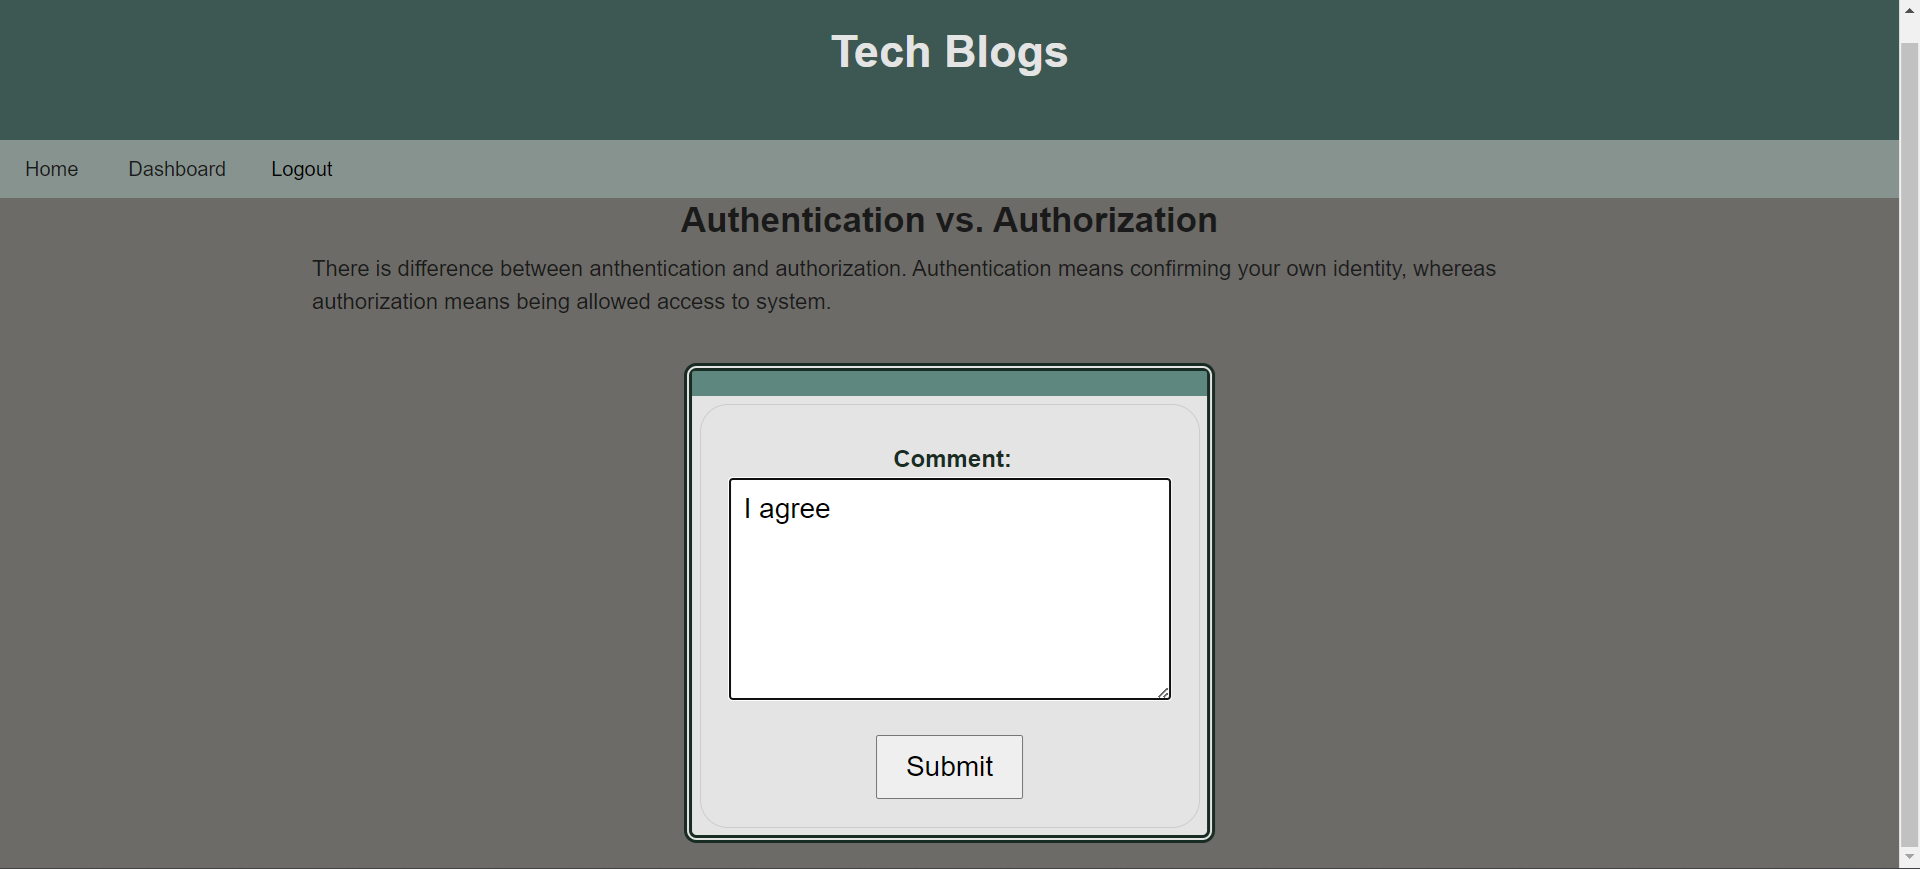 Tech Blogs
Home Dashboard Logout
Authentication vs. Authorization
There is difference between anthentication and authorization. Authentication means confirming your own identity, whereas
authorization means being allowed access to system.
Comment:
I agree
Submit